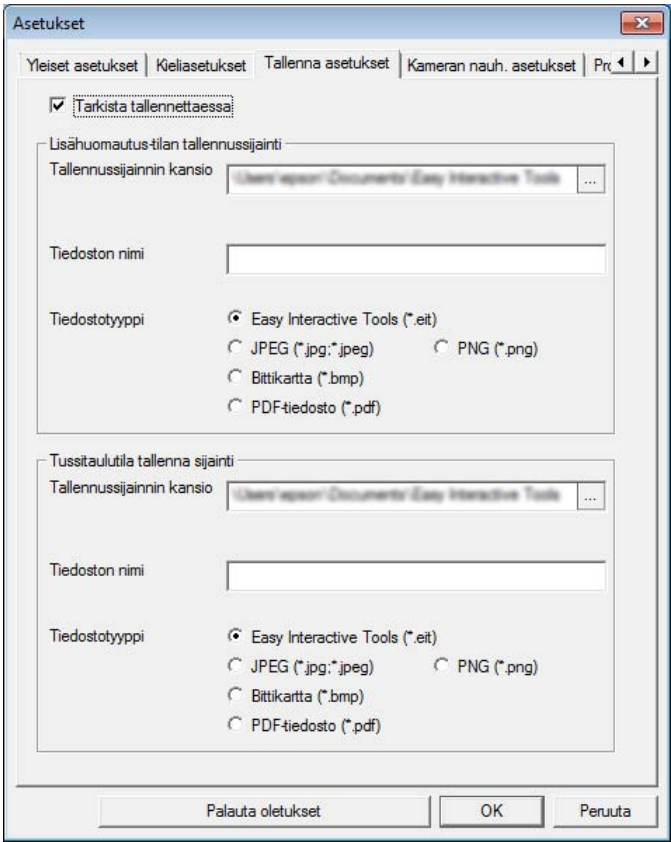 Asetukset
Yleiset asetukset Kieliasetukset Tallenna asetukset Kameran nauh. asetukset
Tarkista tallennettaessa
Lisähuomautus-tilan tallennussijainti
Tallennussijainnin kansio ...
Tiedoston nimi
Tiedostotyyppi Easy Interactive Tools (*.eit)
JPEG (*.jpg;*.jpeg) PNG (*.png)
Bittikartta (*.bmp)
PDF-tiedosto (*.pdf)
Tussitaulutila tallenna sijainti
Tallennussijainnin kansio ...
Tiedoston nimi
Tiedostotyyppi Easy Interactive Tools (*.eit)
JPEG (*.jpg;*.jpeg) PNG (*.png)
Bittikartta (*.bmp)
PDF-tiedosto (*.pdf)
Palauta oletukset OK Peruuta